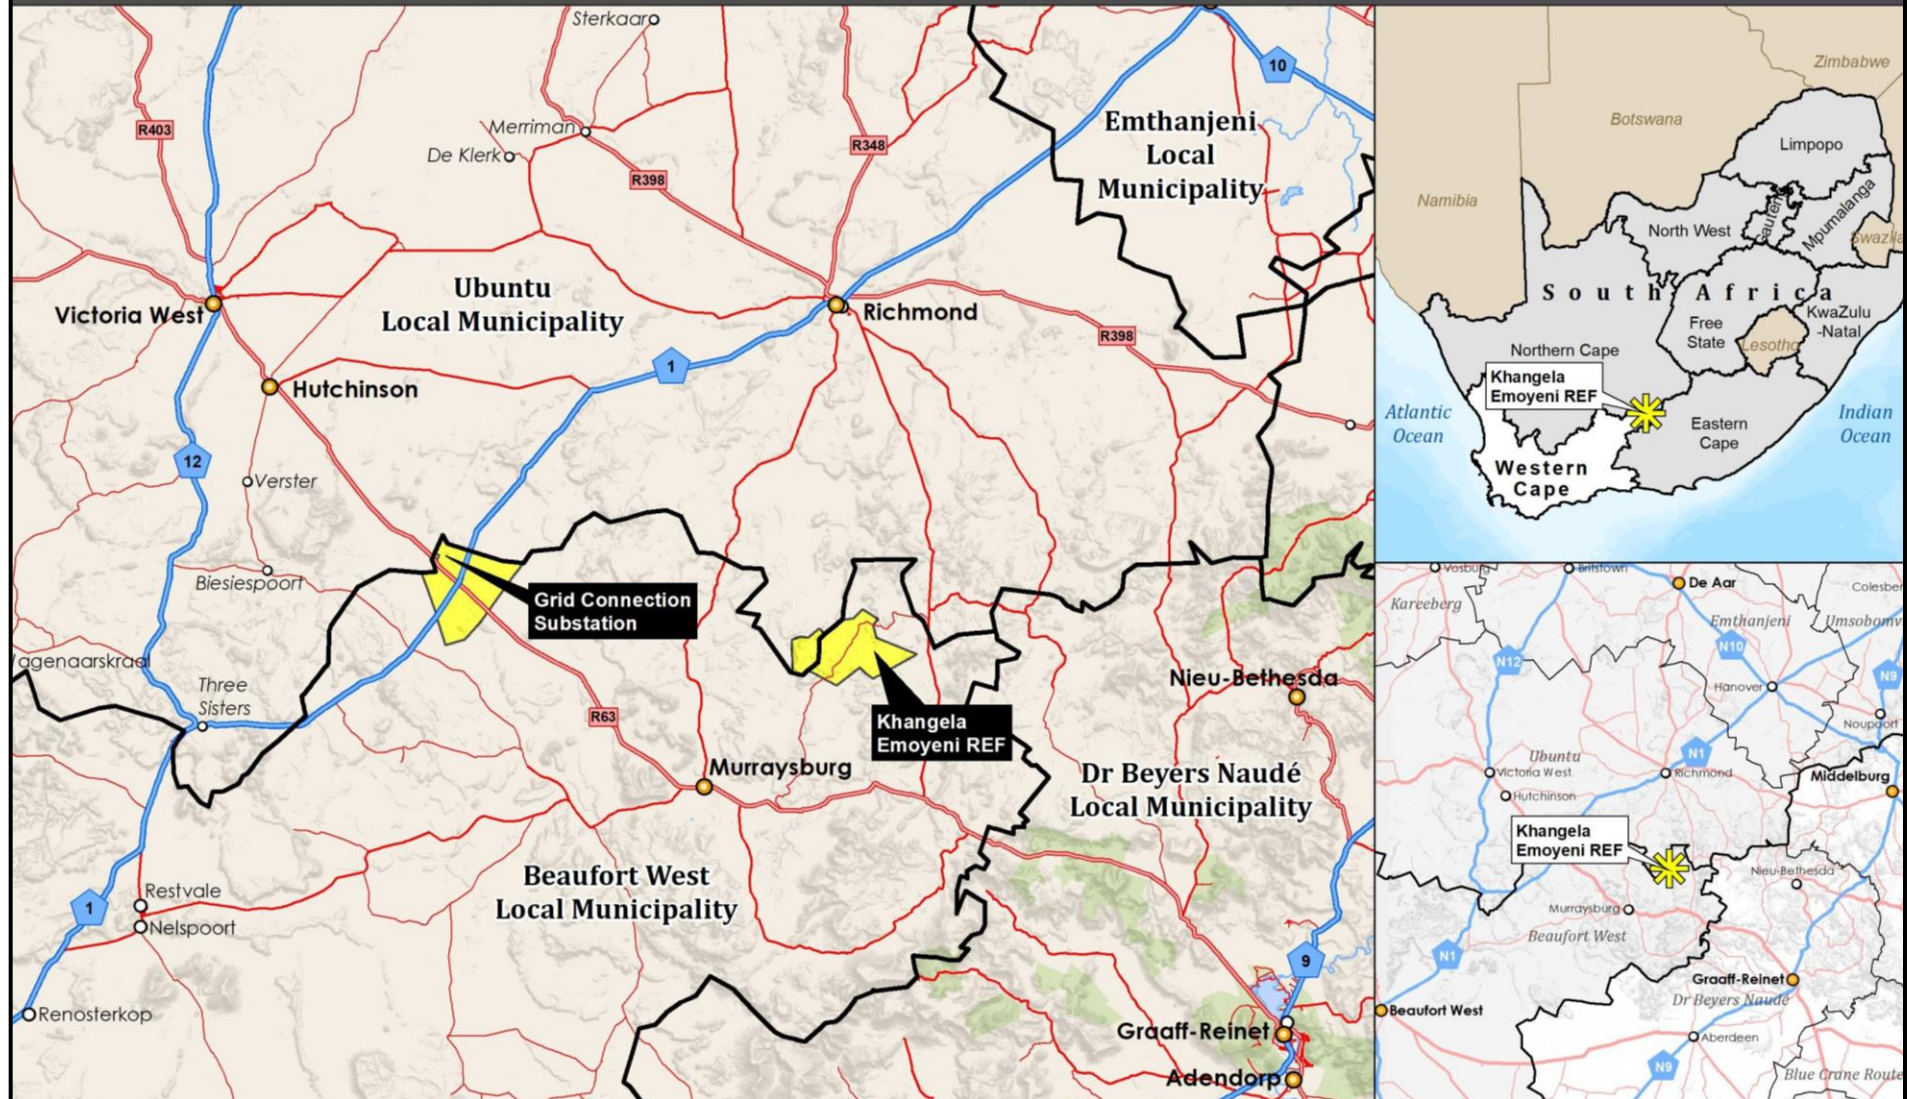 Sterkaar
10
R403
Merriman
De Klerk
R348
R398
Emthanjeni
Local
Municipality
Ubuntu
Local Municipality
Victoria West
Richmond
R398
1
Hutchinson
12
Verster
Biesiespoort
Grid Connection
Substation
agenaarskraal
Three
Sisters
R63
Nieu-Bethesda
Khangela
Emoyeni REF
Murraysburg
Dr Beyers Naudé
Local Municipality
Beaufort West
Local Municipality
Restvale
1
Nelspoort
9
Renosterkop
Graaff-Reinet
Adendorp
Zimbabwe
Botswana
Limpopo
Namibia
North West
Gauteng
Mpumalanga
Swazila
South Africa
KwaZulu
-Natal
Free
State
Lesotho
Northern Cape
Khangela
Emoyeni REF
Atlantic
Ocean
Indian
Ocean
Eastern
Cape
Western
Cape
Vosburg
Britstown
De Aar
Colesber
Kareeberg
Emthanjeni
Umsobomv
N10
N12
N9
Hanover
Noupoort
Ubuntu
N1
Victoria West
Richmond
Middelburg
Hutchinson
Khangela
Emoyeni REF
Nieu-Bethesda
Murraysburg
Beaufort West
N1
Graaff-Reinet
Dr Beyers Naudé
Beaufort West
Aberdeen
N9
Blue Crane Route